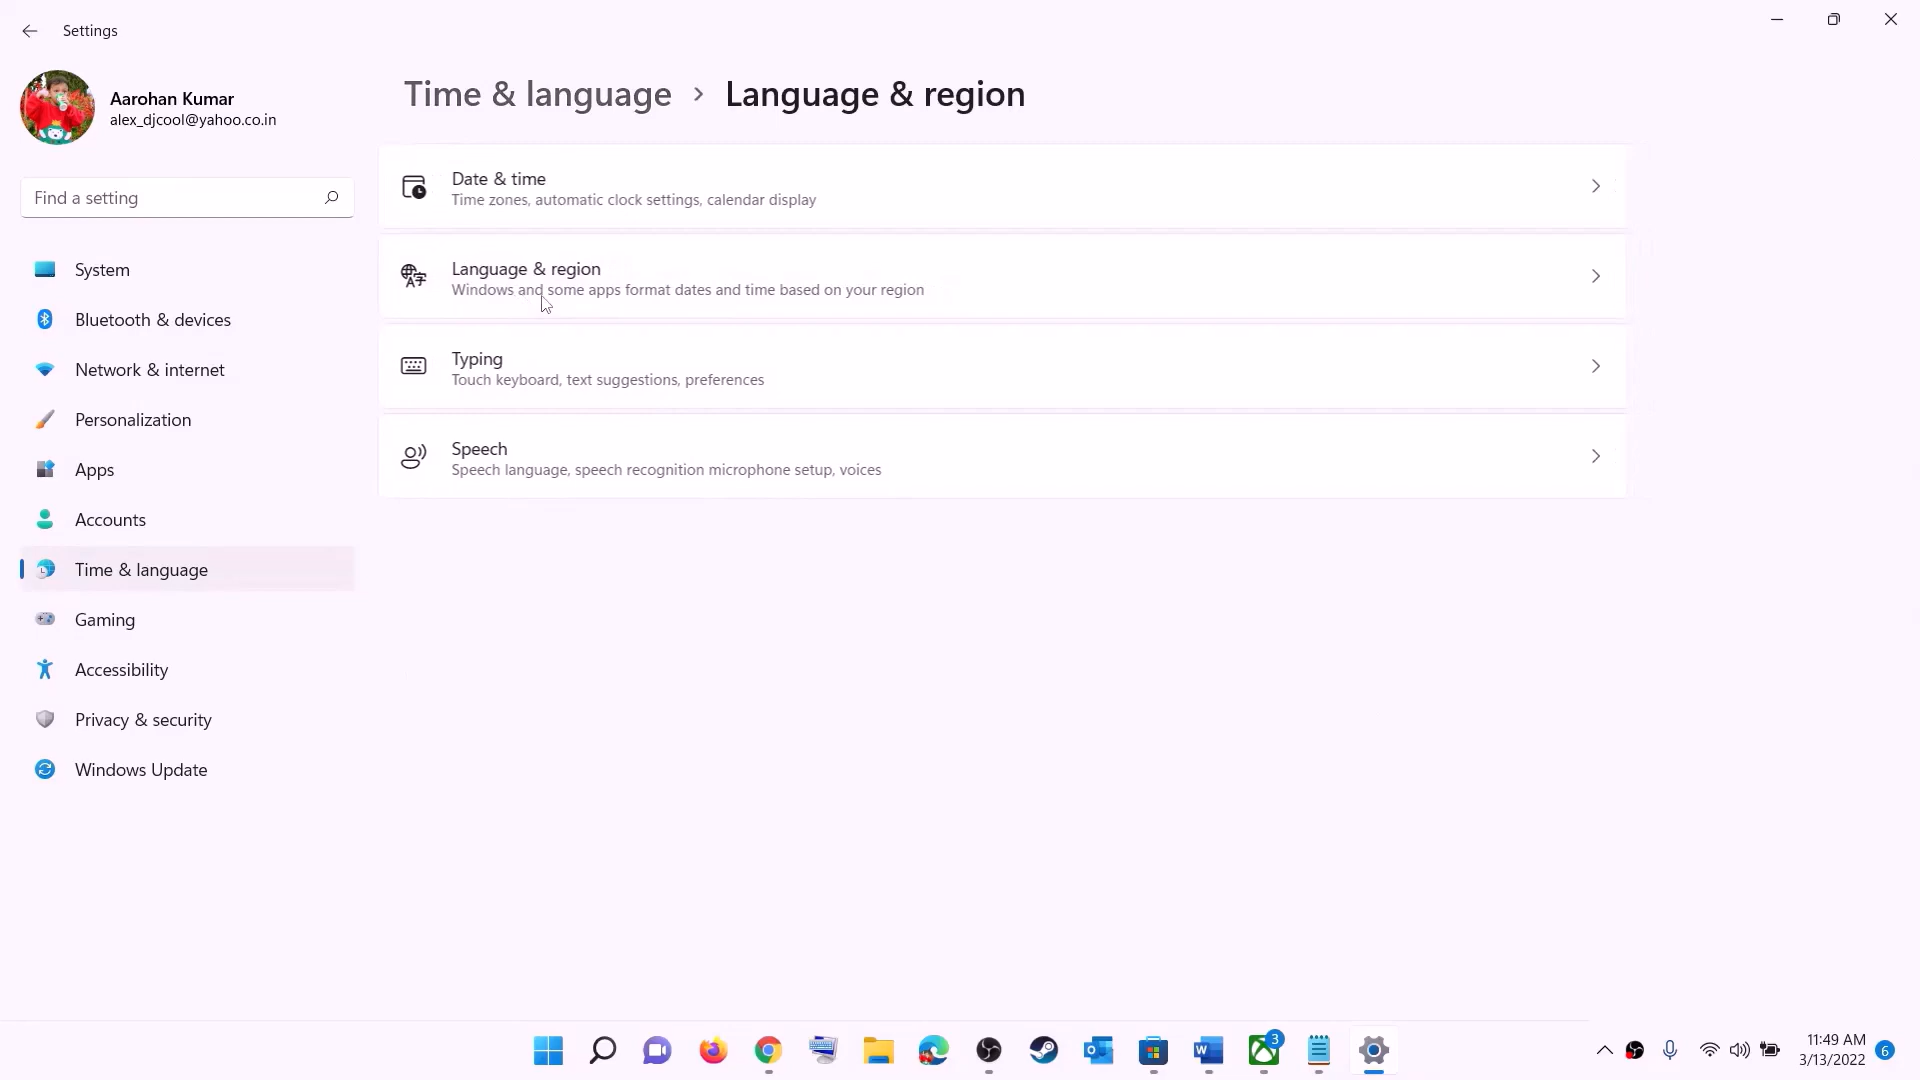 Settings
Aarohan Kumar
alex_djcool@yahoo.co.in
Find a setting
System
Bluetooth & devices
Network & internet
Personalization
Apps
Accounts
Time & language
Gaming
Accessibility
Privacy & security
Windows Update
Time & language > Language & region
Date & time
Time zones, automatic clock settings, calendar display
Language & region
Windows and some apps format dates and time based on your region
Typing
Touch keyboard, text suggestions, preferences
Speech
Speech language, speech recognition microphone setup, voices
3
11:49 AM
3/13/2022
6